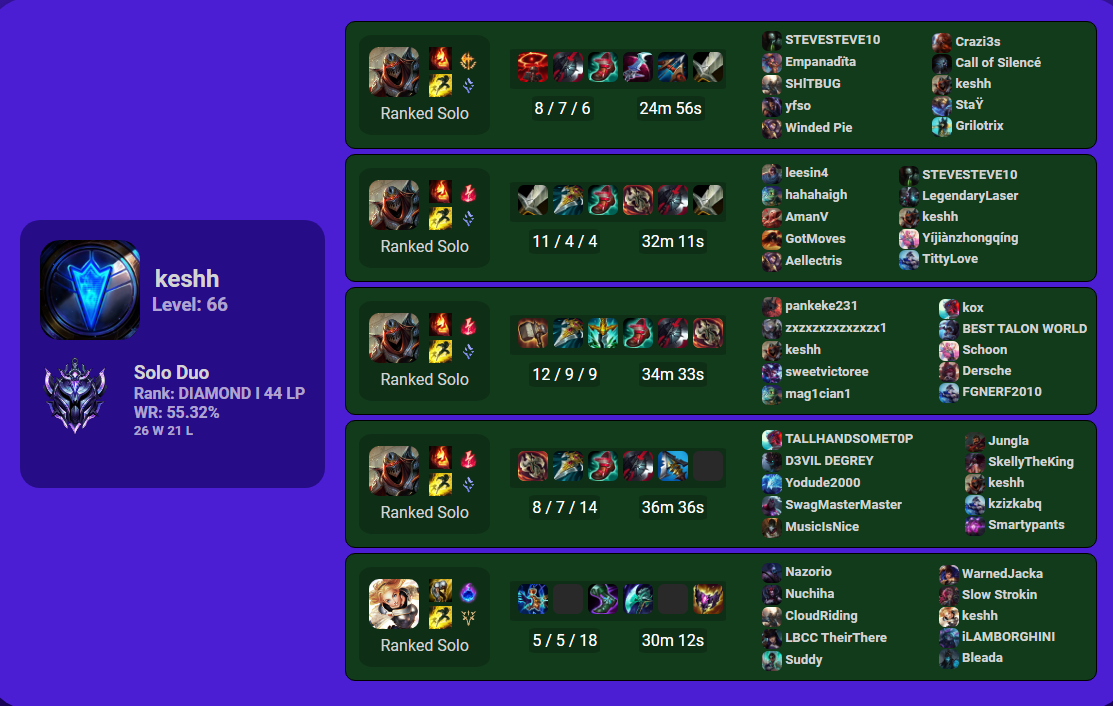 keshh
Level: 66
Solo Duo
Rank: DIAMOND I 44 LP
WR: 55.32%
26 W 21 L
Ranked Solo
8 / 7 / 6
24m 56s
STEVESTEVE10
Empanadïta
SHlTBUG
yfso
Winded Pie
Crazi3s
Call of Silencé
keshh
StaŸ
Grilotrix
Ranked Solo
11 / 4 / 4
32m 11s
leesin4
hahahaigh
AmanV
GotMoves
Aellectris
STEVESTEVE10
LegendaryLaser
keshh
Yíjiànzhongqíng
TittyLove
Ranked Solo
12 / 9 / 9
34m 33s
pankeke231
zxzxzxzxzxzxzx1
keshh
sweetvictoree
mag1cian1
kox
BEST TALON WORLD
Schoon
Dersche
FGNERF2010
Ranked Solo
8 / 7 / 14
36m 36s
TALLHANDSOMET0P
D3VIL DEGREY
Yodude2000
SwagMasterMaster
MusicIsNice
Jungla
SkellyTheKing
keshh
kzizkabq
Smartypants
Ranked Solo
5 / 5 / 18
30m 12s
Nazorio
Nuchiha
CloudRiding
LBCC TheirThere
Suddy
WarnedJacka
Slow Strokin
keshh
iLAMBORGHINI
Bleada